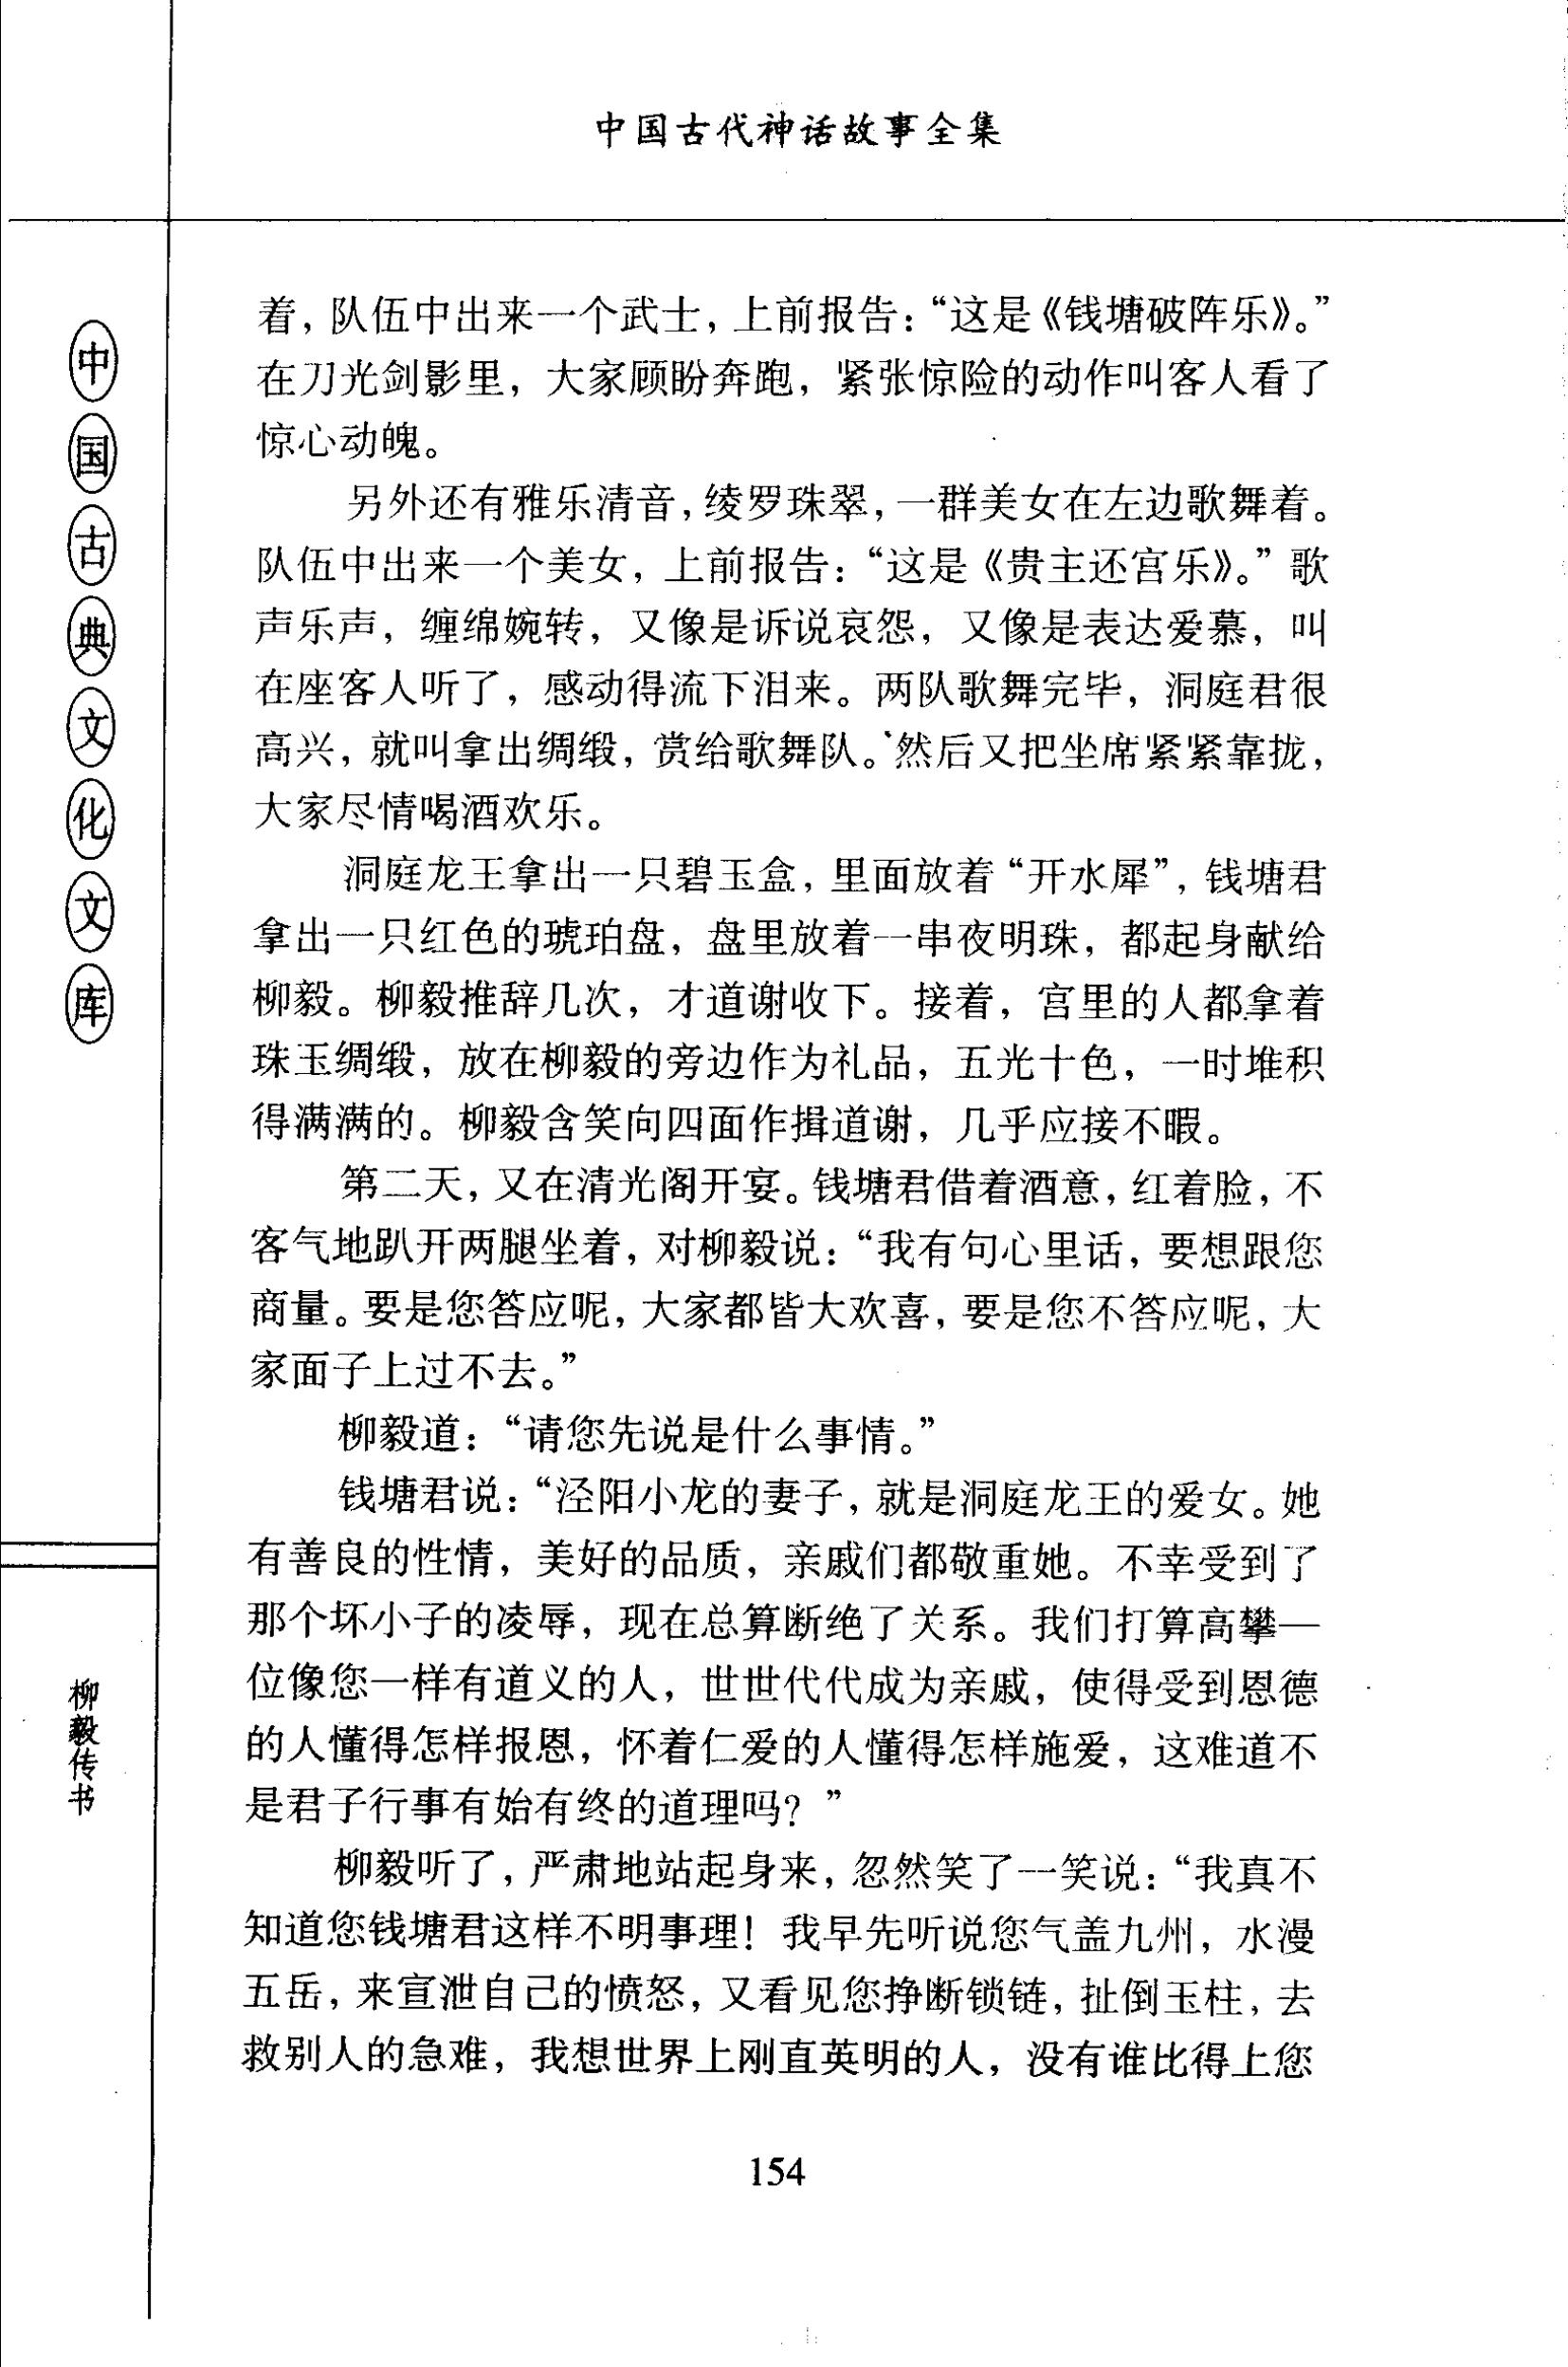 中国古代神话故事全集
中国古典文化文库
柳毅传书
着，队伍中出来一个武士，上前报告：“这是《钱塘破阵乐》。”
在刀光剑影里，大家顾盼奔跑，紧张惊险的动作叫客人看了
惊心动魄。
另外还有雅乐清音，绫罗珠翠，一群美女在左边歌舞着。
队伍中出来一个美女，上前报告：“这是《贵主还宫乐》。”歌
声乐声，缠绵婉转，又像是诉说哀怨，又像是表达爱慕，叫
在座客人听了，感动得流下泪来。两队歌舞完毕，洞庭君很
高兴，就叫拿出绸缎，赏给歌舞队。然后又把坐席紧紧靠拢，
大家尽情喝酒欢乐。
洞庭龙王拿出一只碧玉盒，里面放着“开水犀”，钱塘君
拿出一只红色的琥珀盘，盘里放着一串夜明珠，都起身献给
柳毅。柳毅推辞几次，才道谢收下。接着，宫里的人都拿着
珠玉绸缎，放在柳毅的旁边作为礼品，五光十色，一时堆积
得满满的。柳毅含笑向四面作揖道谢，几乎应接不暇。
第二天，又在清光阁开宴。钱塘君借着酒意，红着脸，不
客气地趴开两腿坐着，对柳毅说：“我有句心里话，要想跟您
商量。要是您答应呢，大家都皆大欢喜，要是您不答应呢，大
家面子上过不去。”
柳毅道：“请您先说是什么事情。”
钱塘君说：“泾阳小龙的妻子，就是洞庭龙王的爱女。她
有善良的性情，美好的品质，亲戚们都敬重她。不幸受到了
那个坏小子的凌辱，现在总算断绝了关系。我们打算高攀一
位像您一样有道义的人，世世代代成为亲戚，使得受到恩德
的人懂得怎样报恩，怀着仁爱的人懂得怎样施爱，这难道不
是君子行事有始有终的道理吗？”
柳毅听了，严肃地站起身来，忽然笑了一笑说：“我真不
知道您钱塘君这样不明事理！我早先听说您气盖九州，水漫
五岳，来宣泄自己的愤怒，又看见您挣断锁链，扯倒玉柱，去
救别人的急难，我想世界上刚直英明的人，没有谁比得上您
154